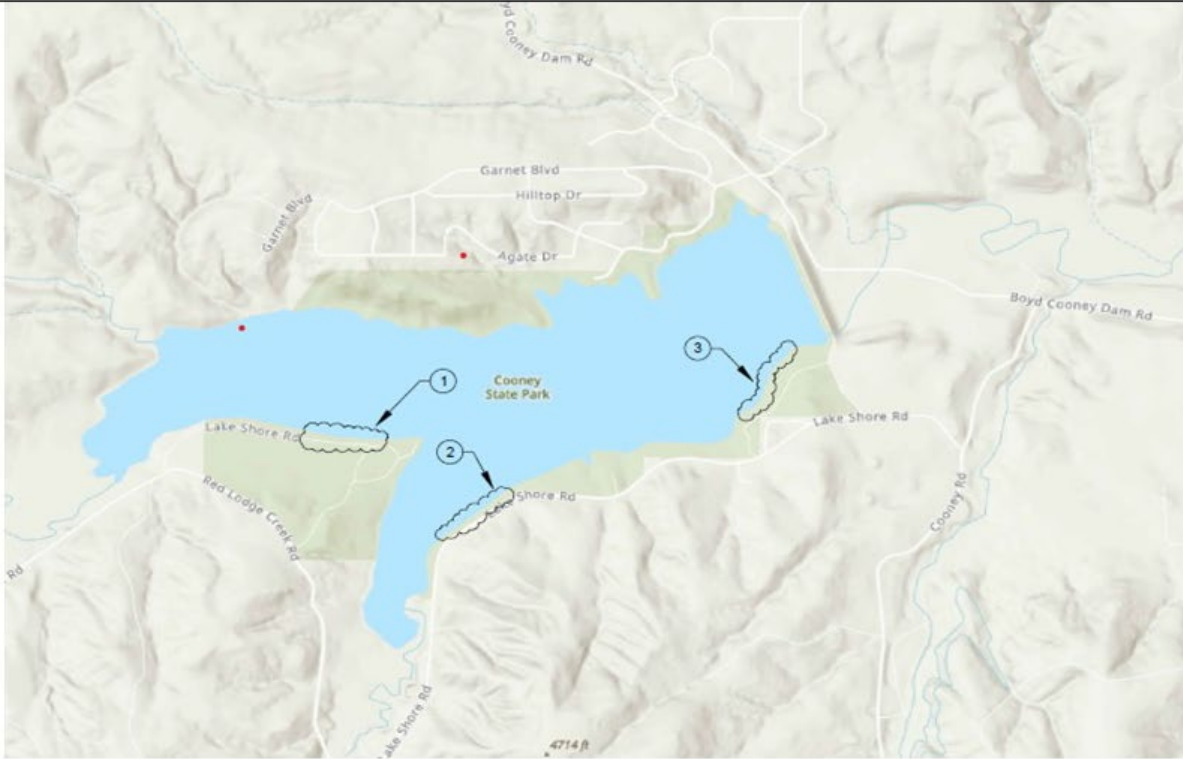 yd Cooney Dam Rd
Garnet Blvd
Hilltop Dr
Garnet Blvd
Agate Dr
Boyd Cooney Dam Rd
3
1
Cooney
State Park
Lake Shore Rd
Lake Shore Rd
2
Red Lodge Creek Rd
Shore Rd
Cooney Rd
Rd
Lake Shore Rd
4714 ft